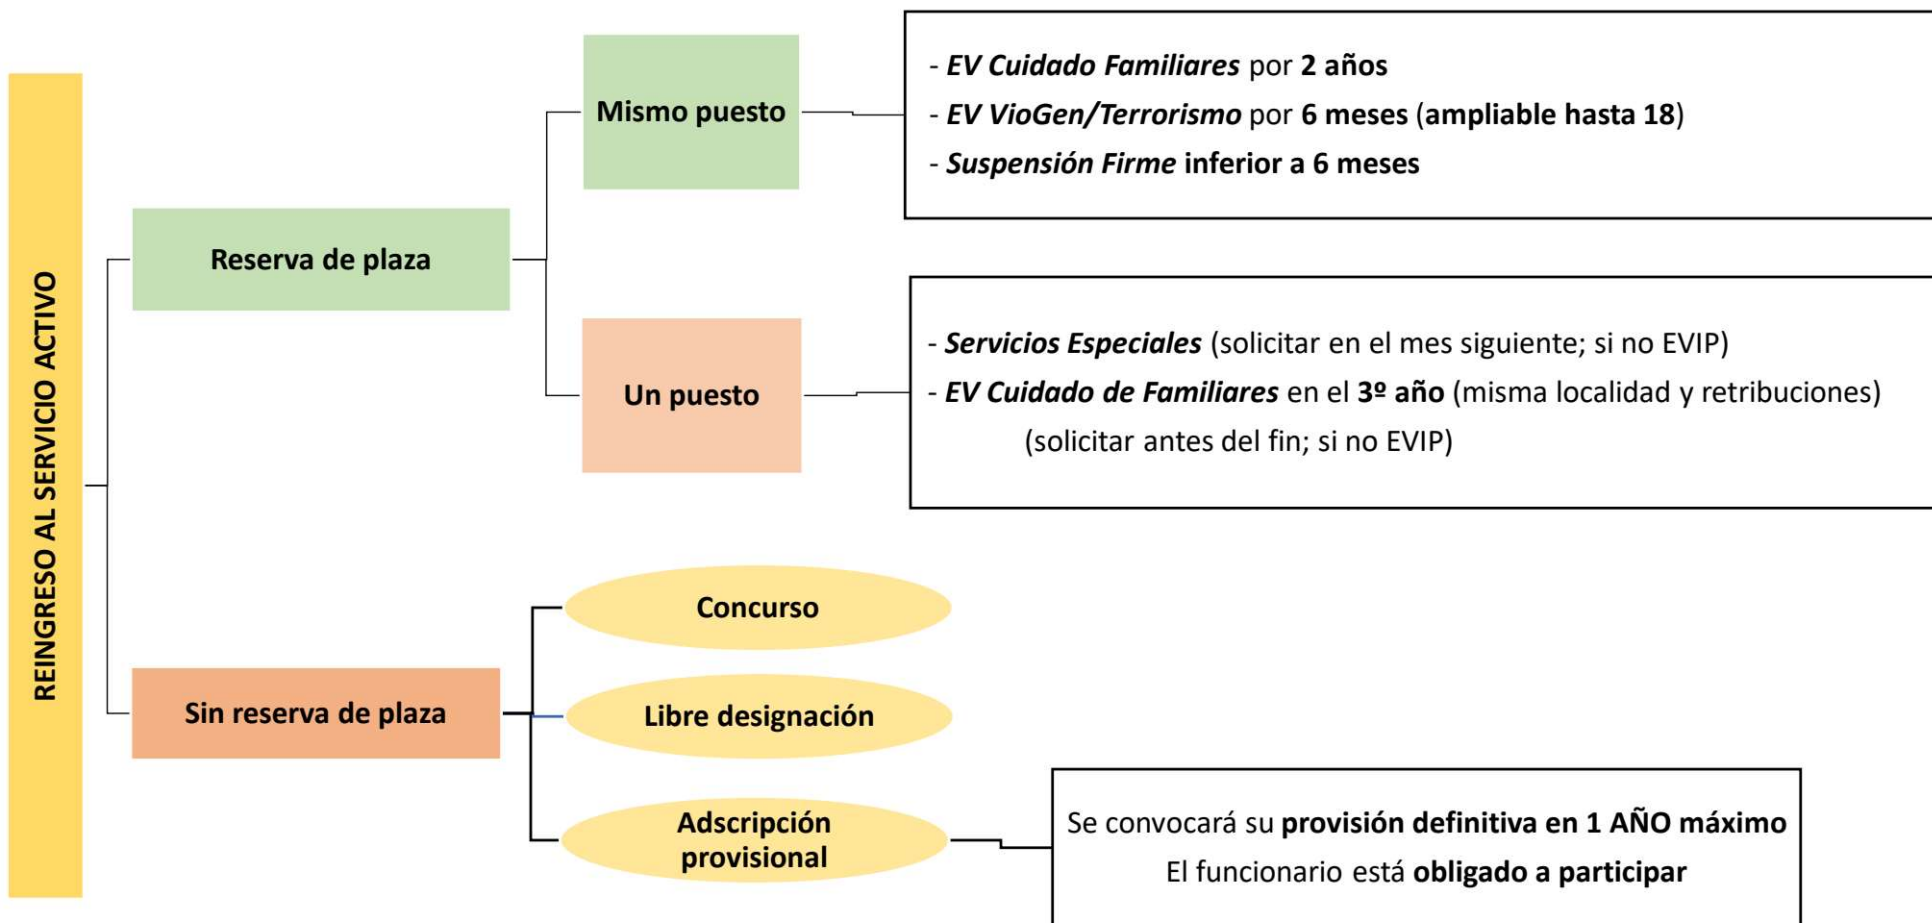 REINGRESO AL SERVICIO ACTIVO
Reserva de plaza
Mismo puesto
- EV Cuidado Familiares por 2 años
- EV VioGen/Terrorismo por 6 meses (ampliable hasta 18)
- Suspensión Firme inferior a 6 meses
Un puesto
- Servicios Especiales (solicitar en el mes siguiente; si no EVIP)
- EV Cuidado de Familiares en el 3º año (misma localidad y retribuciones)
(solicitar antes del fin; si no EVIP)
Sin reserva de plaza
Concurso
Libre designación
Adscripción
provisional
Se convocará su provisión definitiva en 1 AÑO máximo
El funcionario está obligado a participar